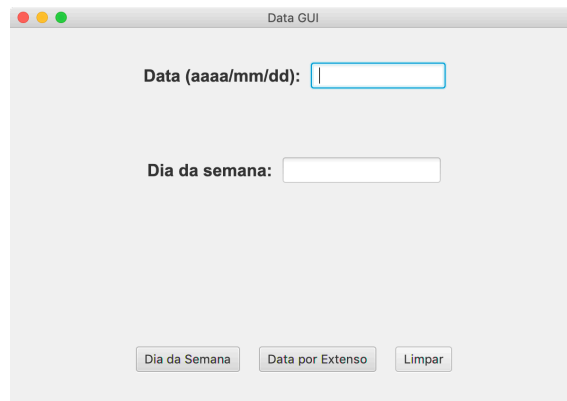 Data GUI
Data (aaaa/mm/dd):
Dia da semana:
Dia da Semana Data por Extenso Limpar